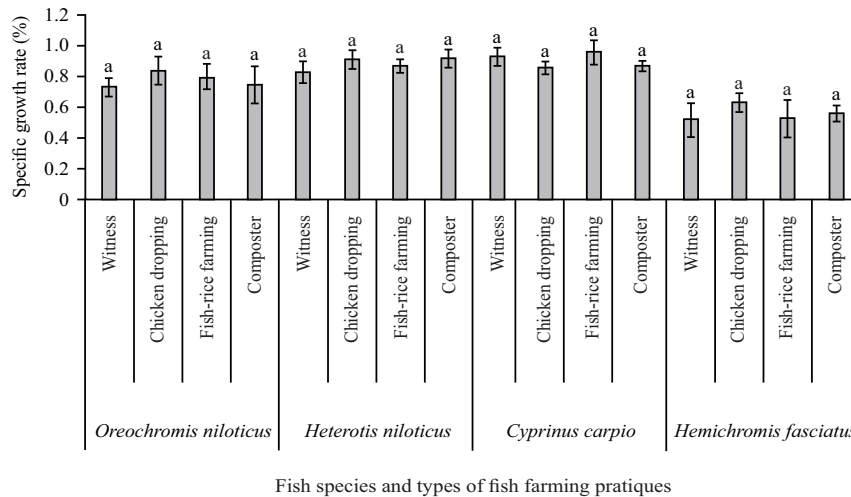 Specific growth rate (%)
1.2
1.0
0.8
0.6
0.4
0.2
0
a a a a a a a a a a a a a a a a
Witness
Chicken dropping
Fish-rice farming
Composter
Witness
Chicken dropping
Fish-rice farming
Composter
Witness
Chicken dropping
Fish-rice farming
Composter
Witness
Chicken dropping
Fish-rice farming
Composter
Oreochromis niloticus Heterotis niloticus Cyprinus carpio Hemichromis fasciatus
Fish species and types of fish farming pratiques